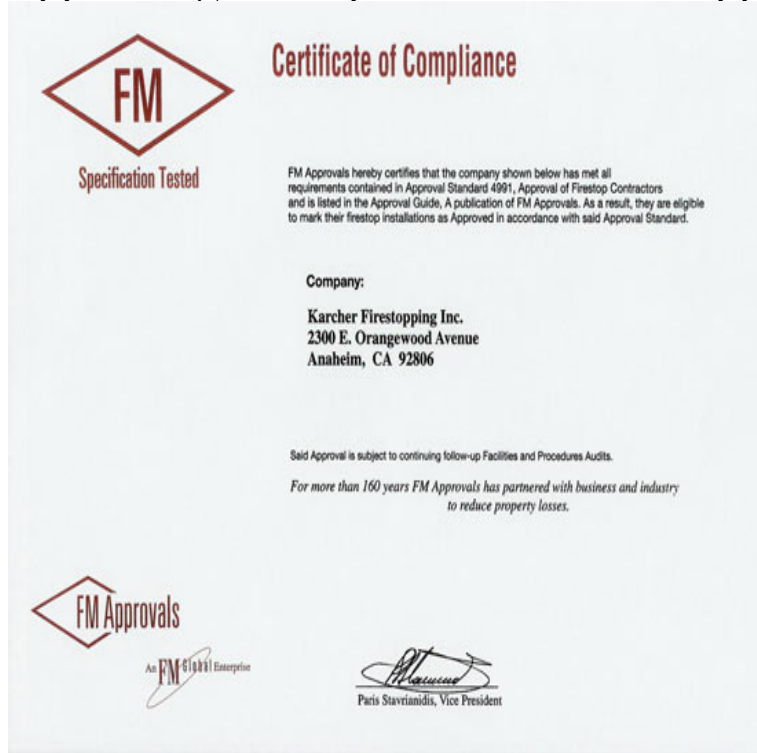 FM
Specification Tested
Certificate of Compliance
FM Approvals hereby certifies that the company shown below has met all
requirements contained in Approval Standard 4991, Approval of Firestop Contractors
and is listed in the Approval Guide, A publication of FM Approvals. As a result, they are eligible
to mark their firestop installations as Approved in accordance with said Approval Standard.
Company:
Karcher Firestopping Inc.
2300 E. Orangewood Avenue
Anaheim, CA 92806
Said Approval is subject to continuing follow-up Facilities and Procedures Audits.
For more than 160 years FM Approvals has partnered with business and industry
to reduce property losses.
FM Approvals
An FM Global Enterprise
Paris Stavrianidis, Vice President